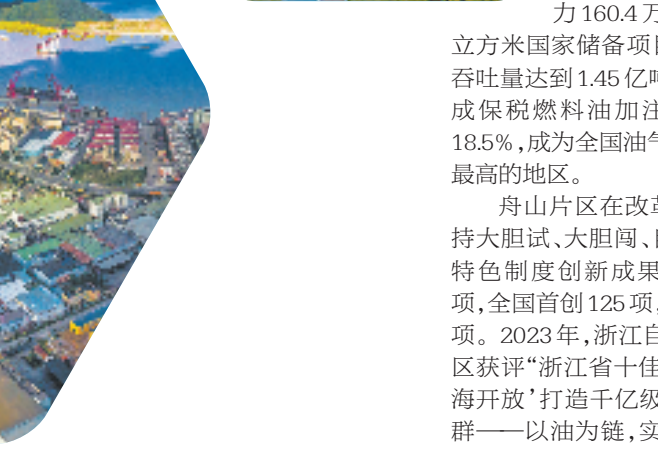 力160.4万
立方米国家储备项目
吞吐量达到1.45亿吨
成保税燃料油加注
18.5%，成为全国油气
最高的地区。
舟山片区在改革
持大胆试、大胆闯、自
特色制度创新成果
项，全国首创125项，
项。2023年，浙江自
区获评“浙江省十佳
海开放’打造千亿级
群——以油为链，实